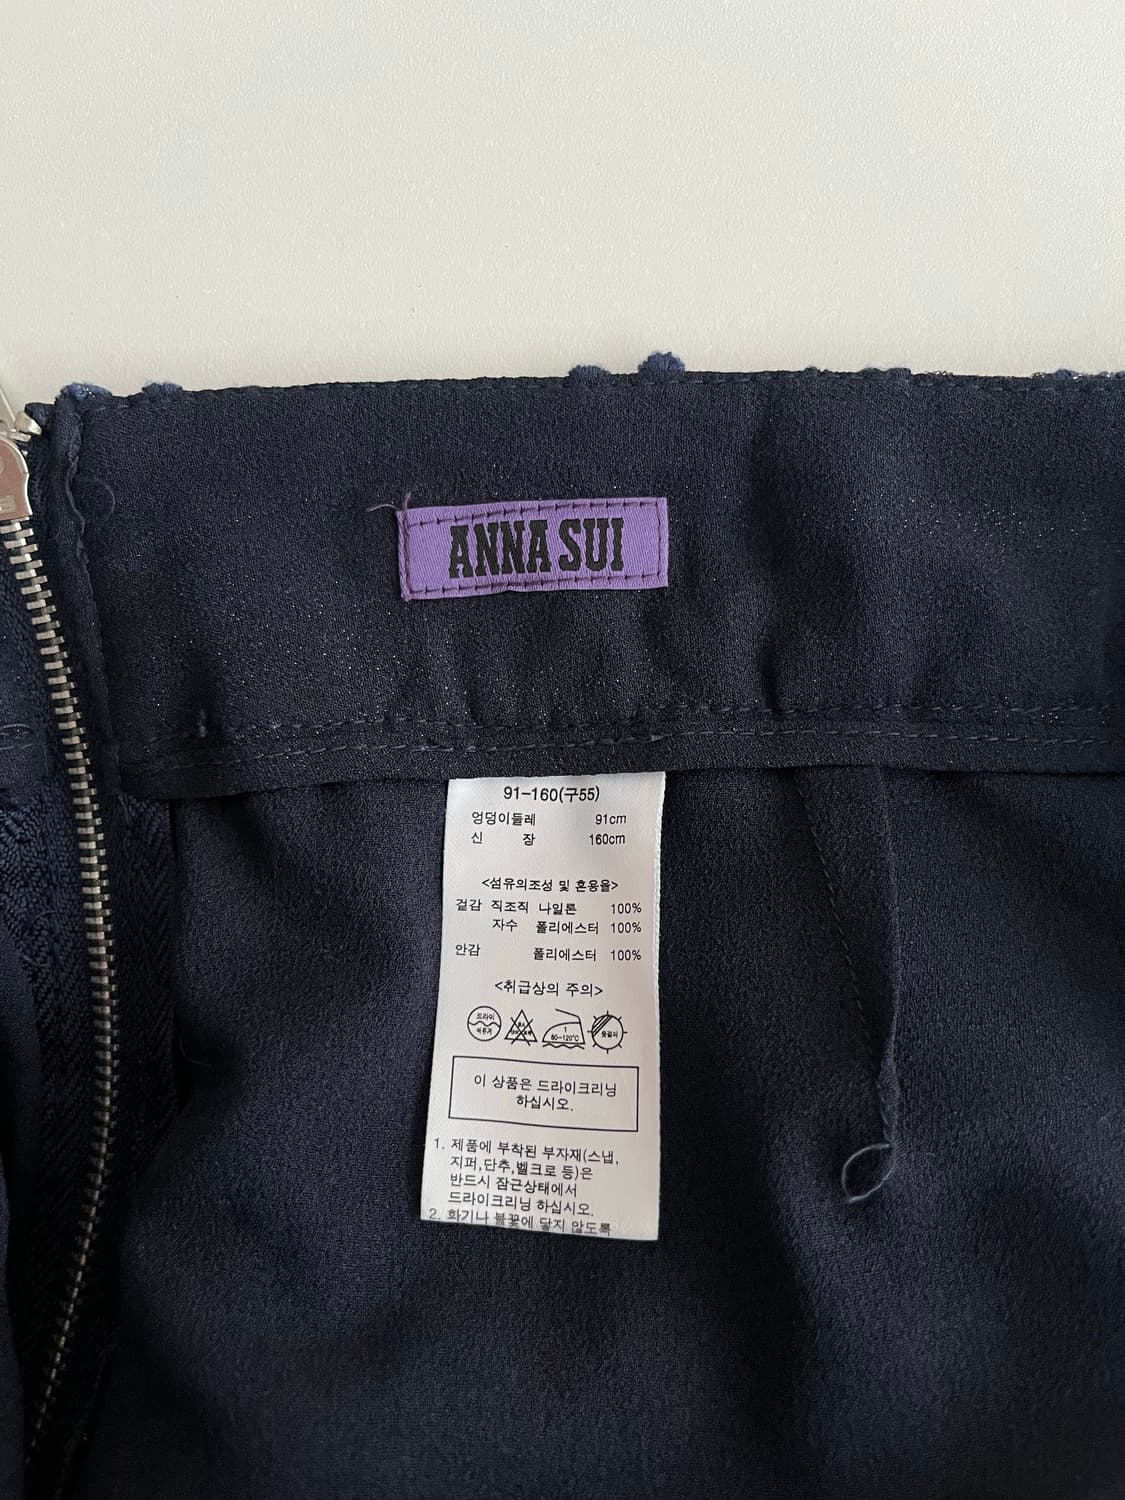 ANNA SUI
91-160(구55)
엉덩이둘레 91cm
신 장 160cm
<섬유의조성 및 혼용율>
겉감 직조직 나일론 100%
자수 폴리에스터 100%
안감 폴리에스터 100%
<취급상의 주의>
드라이
석유계
1
80-120°C
옷걸이
이 상품은 드라이크리닝
하십시오.
1. 제품에 부착된 부자재(스냅,
지퍼,단추,벨크로 등)은
반드시 잠근상태에서
드라이크리닝 하십시오.
2. 화기나 불꽃에 닿지 않도록